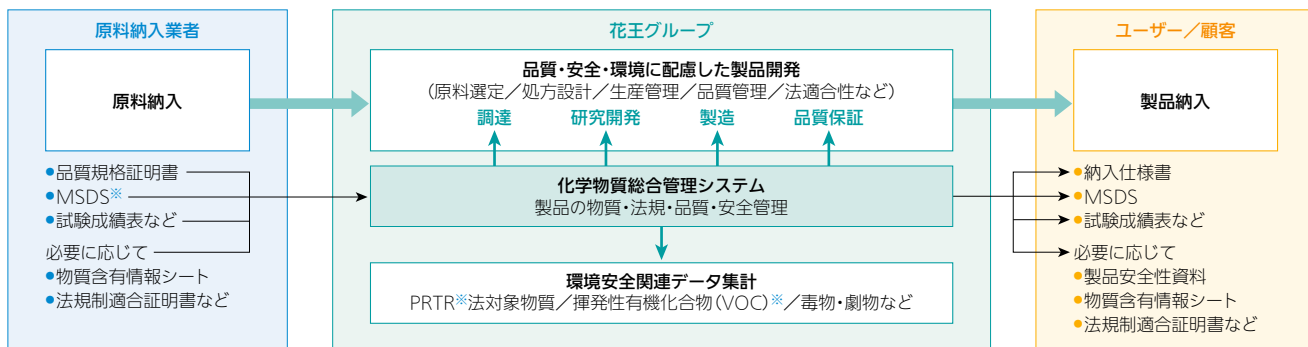 原料納入業者
原料納入
●品質規格証明書
●MSDS※
●試験成績表など
必要に応じて
●物質含有情報シート
●法規制適合証明書など
花王グループ
品質・安全・環境に配慮した製品開発
（原料選定／処方設計／生産管理／品質管理／法適合性など）
調達 研究開発 製造 品質保証
化学物質総合管理システム
製品の物質・法規・品質・安全管理
環境安全関連データ集計
PRTR※法対象物質／揮発性有機化合物（VOC）※／毒物・劇物など
ユーザー／顧客
製品納入
●納入仕様書
●MSDS
●試験成績表など
必要に応じて
●製品安全性資料
●物質含有情報シート
●法規制適合証明書など